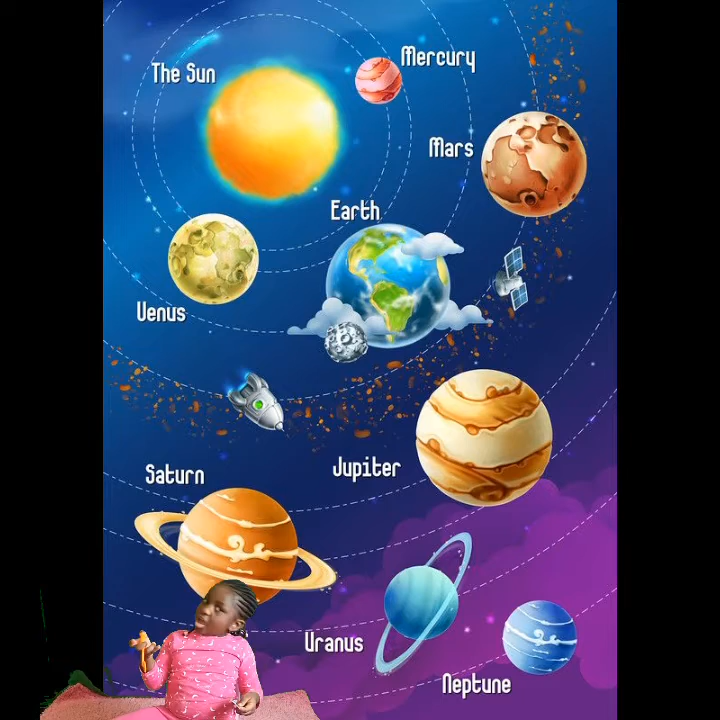 The Sun
Mercury
Mars
Earth
Venus
Saturn
Jupiter
Uranus
Neptune